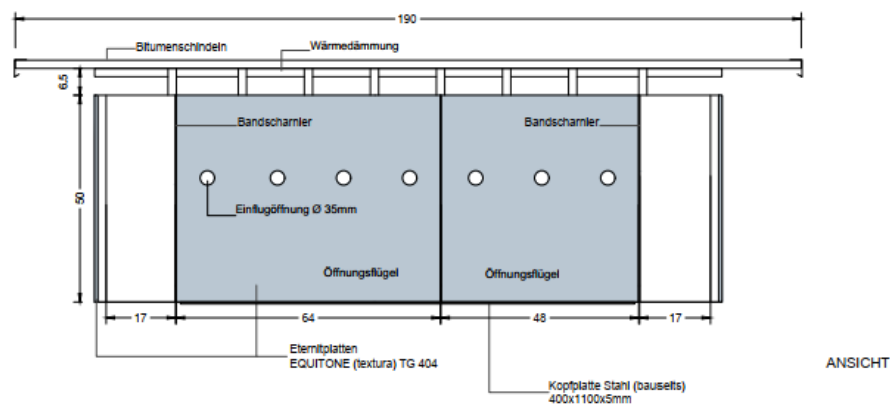 190
Bitumenschindeln
Wärmedämmung
6,5
Bandscharnier
Bandscharnier
50
Einflugöffnung Ø 35mm
Öffnungsflügel
Öffnungsflügel
17
64
48
17
Eternitplatten
EQUITONE (textura) TG 404
ANSICHT
Kopfplatte Stahl (bauseits)
400x1100x5mm